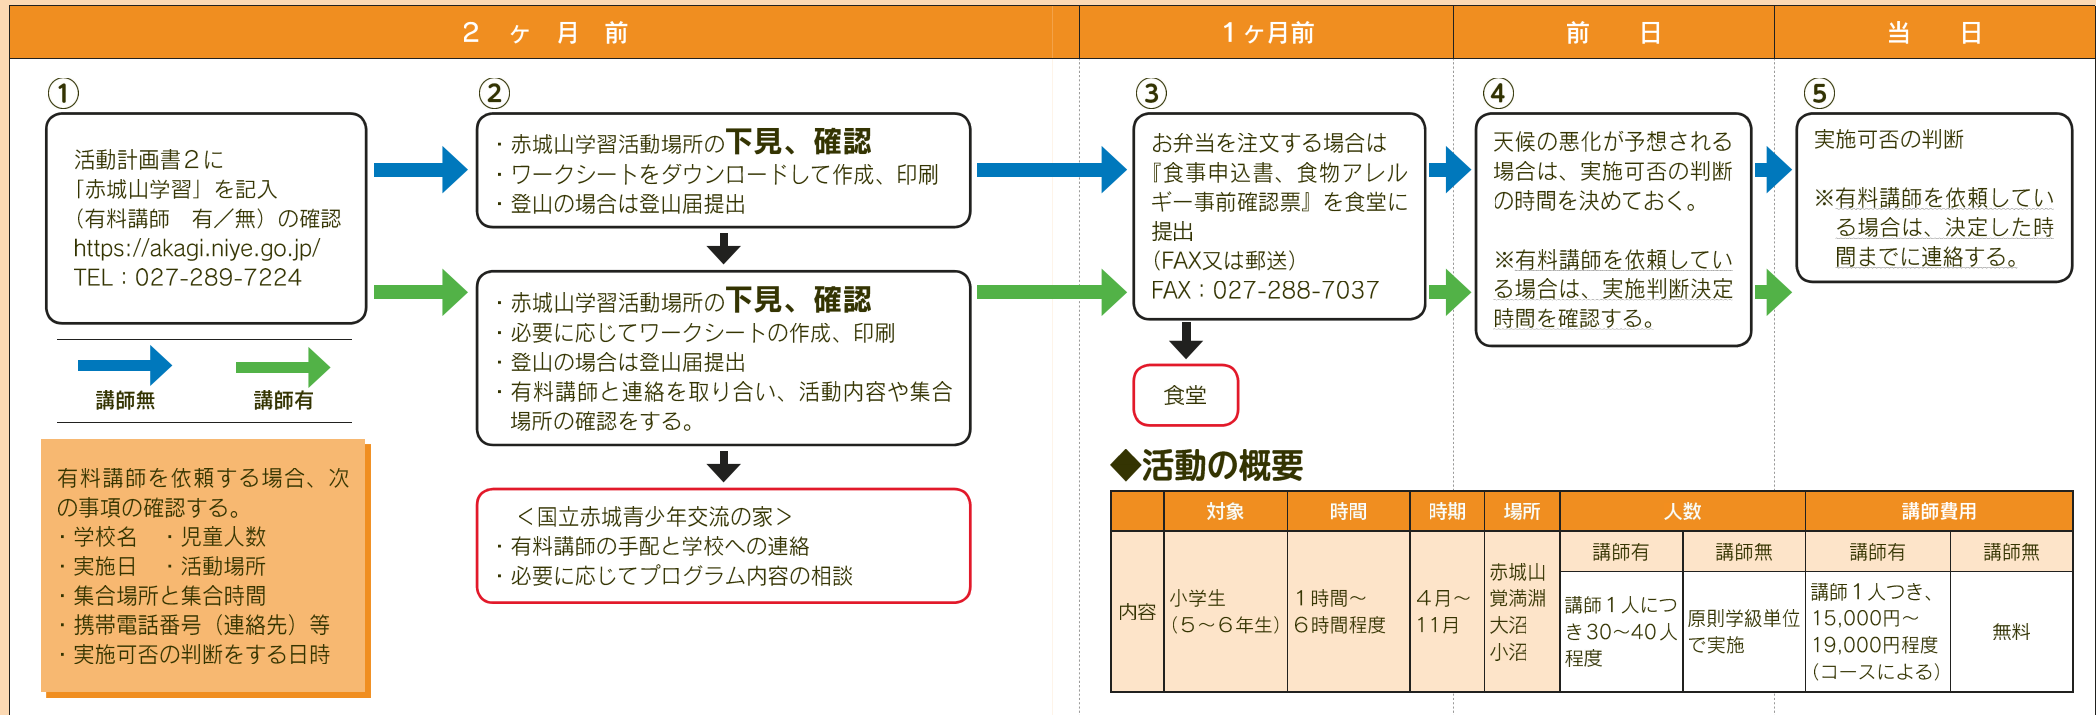 ２ヶ月前
１ヶ月前
前日
当日
①
活動計画書２に
「赤城山学習」を記入
（有料講師　有／無）の確認
https://akagi.niye.go.jp/
TEL：027-289-7224
講師無
講師有
有料講師を依頼する場合、次
の事項の確認する。
・学校名　・児童人数
・実施日　・活動場所
・集合場所と集合時間
・携帯電話番号（連絡先）等
・実施可否の判断をする日時
②
・赤城山学習活動場所の下見、確認
・ワークシートをダウンロードして作成、印刷
・登山の場合は登山届提出
・赤城山学習活動場所の下見、確認
・必要に応じてワークシートの作成、印刷
・登山の場合は登山届提出
・有料講師と連絡を取り合い、活動内容や集合
場所の確認をする。
＜国立赤城青少年交流の家＞
・有料講師の手配と学校への連絡
・必要に応じてプログラム内容の相談
③
お弁当を注文する場合は
『食事申込書、食物アレル
ギー事前確認票』を食堂に
提出
（FAX又は郵送）
FAX：027-288-7037
食堂
④
天候の悪化が予想される
場合は、実施可否の判断
の時間を決めておく。
※有料講師を依頼してい
る場合は、実施判断決定
時間を確認する。
⑤
実施可否の判断
※有料講師を依頼してい
る場合は、決定した時
間までに連絡する。
◆活動の概要
対象
時間
時期
場所
人数
講師費用
講師有
講師無
講師有
講師無
内容
小学生
（５～６年生）
１時間～
６時間程度
４月～
11月
赤城山
覚満淵
大沼
小沼
講師１人につ
き30～40人
程度
原則学級単位
で実施
講師１人つき、
15,000円～
19,000円程度
（コースによる）
無料